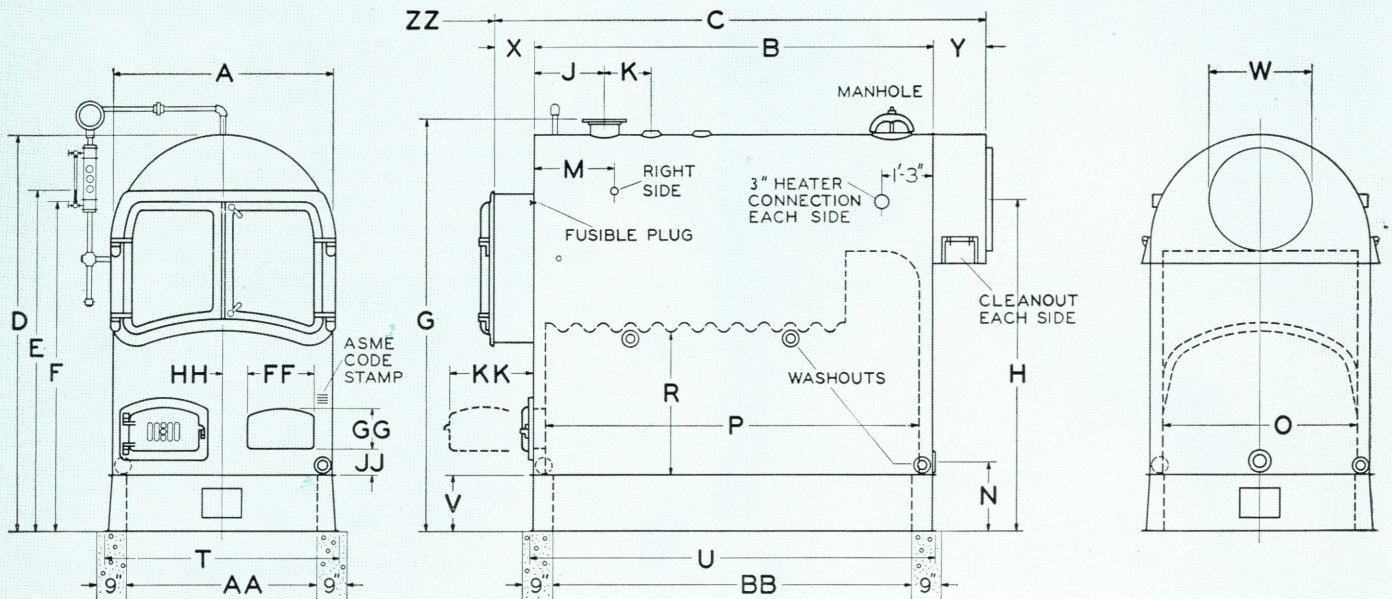 ZZ
C
X
B
Y
A
J
K
W
MANHOLE
M
RIGHT
SIDE
1'-3"
3" HEATER
CONNECTION
EACH SIDE
FUSIBLE PLUG
D
E
F
G
H
CLEANOUT
EACH SIDE
ASME
CODE
STAMP
HH
FF
KK
R
WASHOUTS
GG
P
O
JJ
V
N
T
U
9"
AA
9"
9"
BB
9"